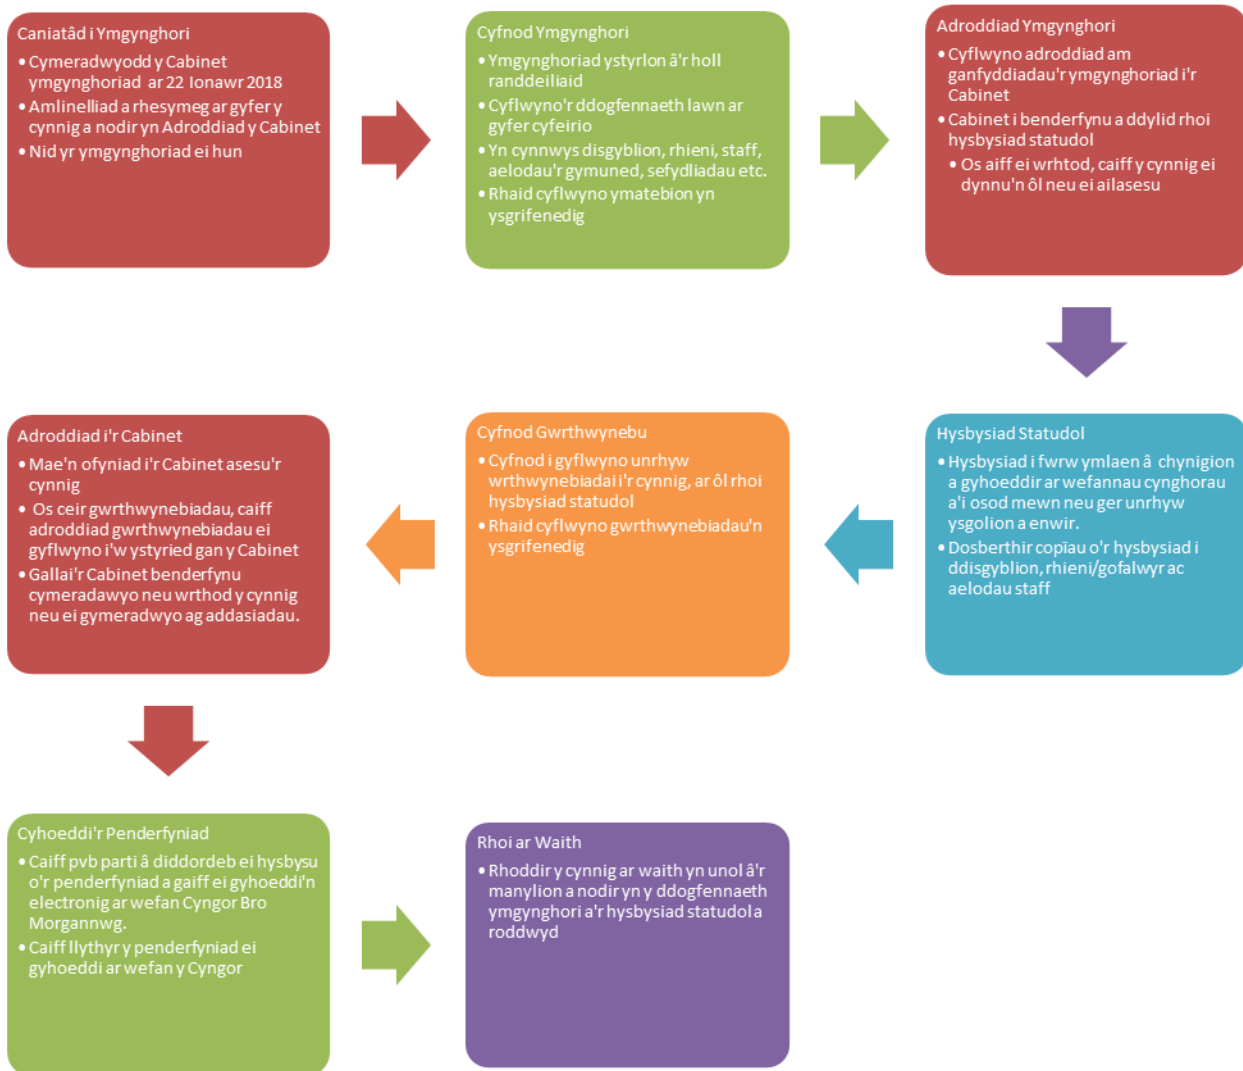 Caniatâd i Ymgynghori
• Cymeradwyodd y Cabinet
ymgynghoriad ar 22 Ionawr 2018
• Amlinelliad a rhesymeg ar gyfer y
cynnig a nodir yn Adroddiad y Cabinet
• Nid yr ymgynghoriad ei hun
Cyfnod Ymgynghori
• Ymgynghoriad ystyrlon â'r holl
randdeiliaid
• Cyflwyno'r ddogfennaeth lawn ar
gyfer cyfeirio
• Yn cynnwys disgyblion, rhieni, staff,
aelodau'r gymuned, sefydliadau etc.
• Rhaid cyflwyno ymatebion yn
ysgrifenedig
Adroddiad Ymgynghori
• Cyflwyno adroddiad am
ganfyddiadau'r ymgynghoriad i'r
Cabinet
• Cabinet i benderfynu a ddylid rhoi
hysbysiad statudol
• Os aiff ei wrhtod, caiff y cynnig ei
dynnu'n ôl neu ei ailasesu
Hysbysiad Statudol
• Hysbysiad i fwrw ymlaen â chynigion
a gyhoeddir ar wefannau cynghorau
a'i osod mewn neu ger unrhyw
ysgolion a enwir.
• Dosberthir copïau o'r hysbysiad i
ddisgyblion, rhieni/gofalwyr ac
aelodau staff
Cyfnod Gwrthwynebu
• Cyfnod i gyflwyno unrhyw
wrthwynebiadai i'r cynnig, ar ôl rhoi
hysbysiad statudol
• Rhaid cyflwyno gwrthwynebiadau'n
ysgrifenedig
Adroddiad i'r Cabinet
• Mae'n ofyniad i'r Cabinet asesu'r
cynnig
• Os ceir gwrthwynebiadau, caiff
adroddiad gwrthwynebiadau ei
gyflwyno i'w ystyried gan y Cabinet
• Gallai'r Cabinet benderfynu
cymeradawyo neu wrthod y cynnig
neu ei gymeradwyo ag addasiadau.
Cyhoeddi'r Penderfyniad
• Caiff pvb parti â diddordeb ei hysbysu
o'r penderfyniad a gaiff ei gyhoeddi'n
electronig ar wefan Cyngor Bro
Morgannwg.
• Caiff llythyr y penderfyniad ei
gyhoeddi ar wefan y Cyngor
Rhoi ar Waith
• Rhoddir y cynnig ar waith yn unol â'r
manylion a nodir yn y ddogfennaeth
ymgynghori a'r hysbysiad statudol a
roddwyd